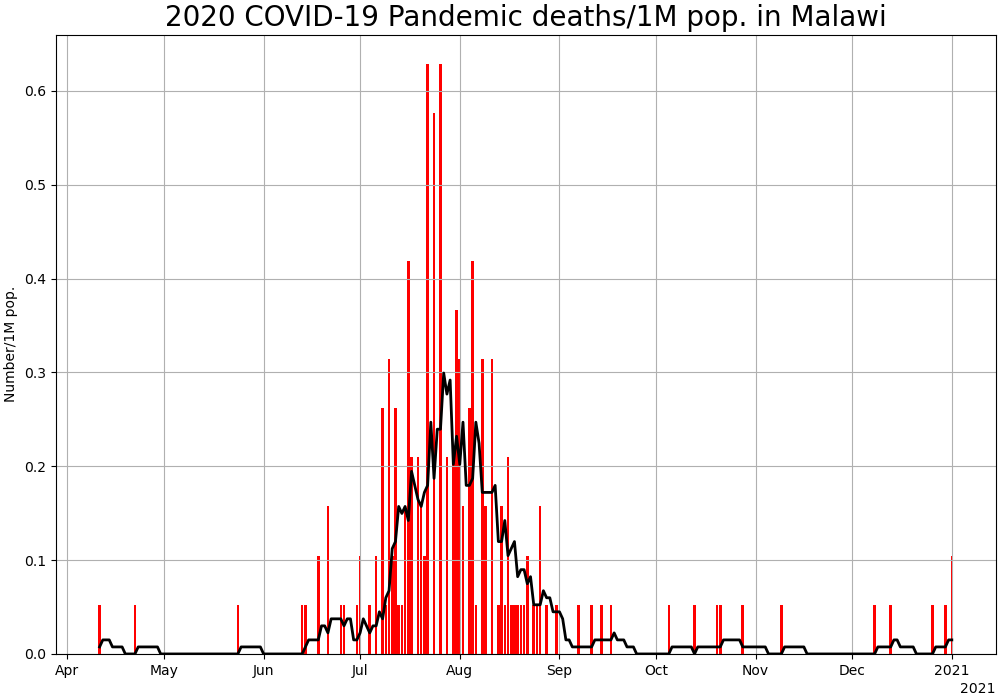 2020 COVID-19 Pandemic deaths/1M pop. in Malawi
Number/1M pop.
0.6
0.5
0.4
0.3
0.2
0.1
0.0
Apr May Jun Jul Aug Sep Oct Nov Dec 2021
2021